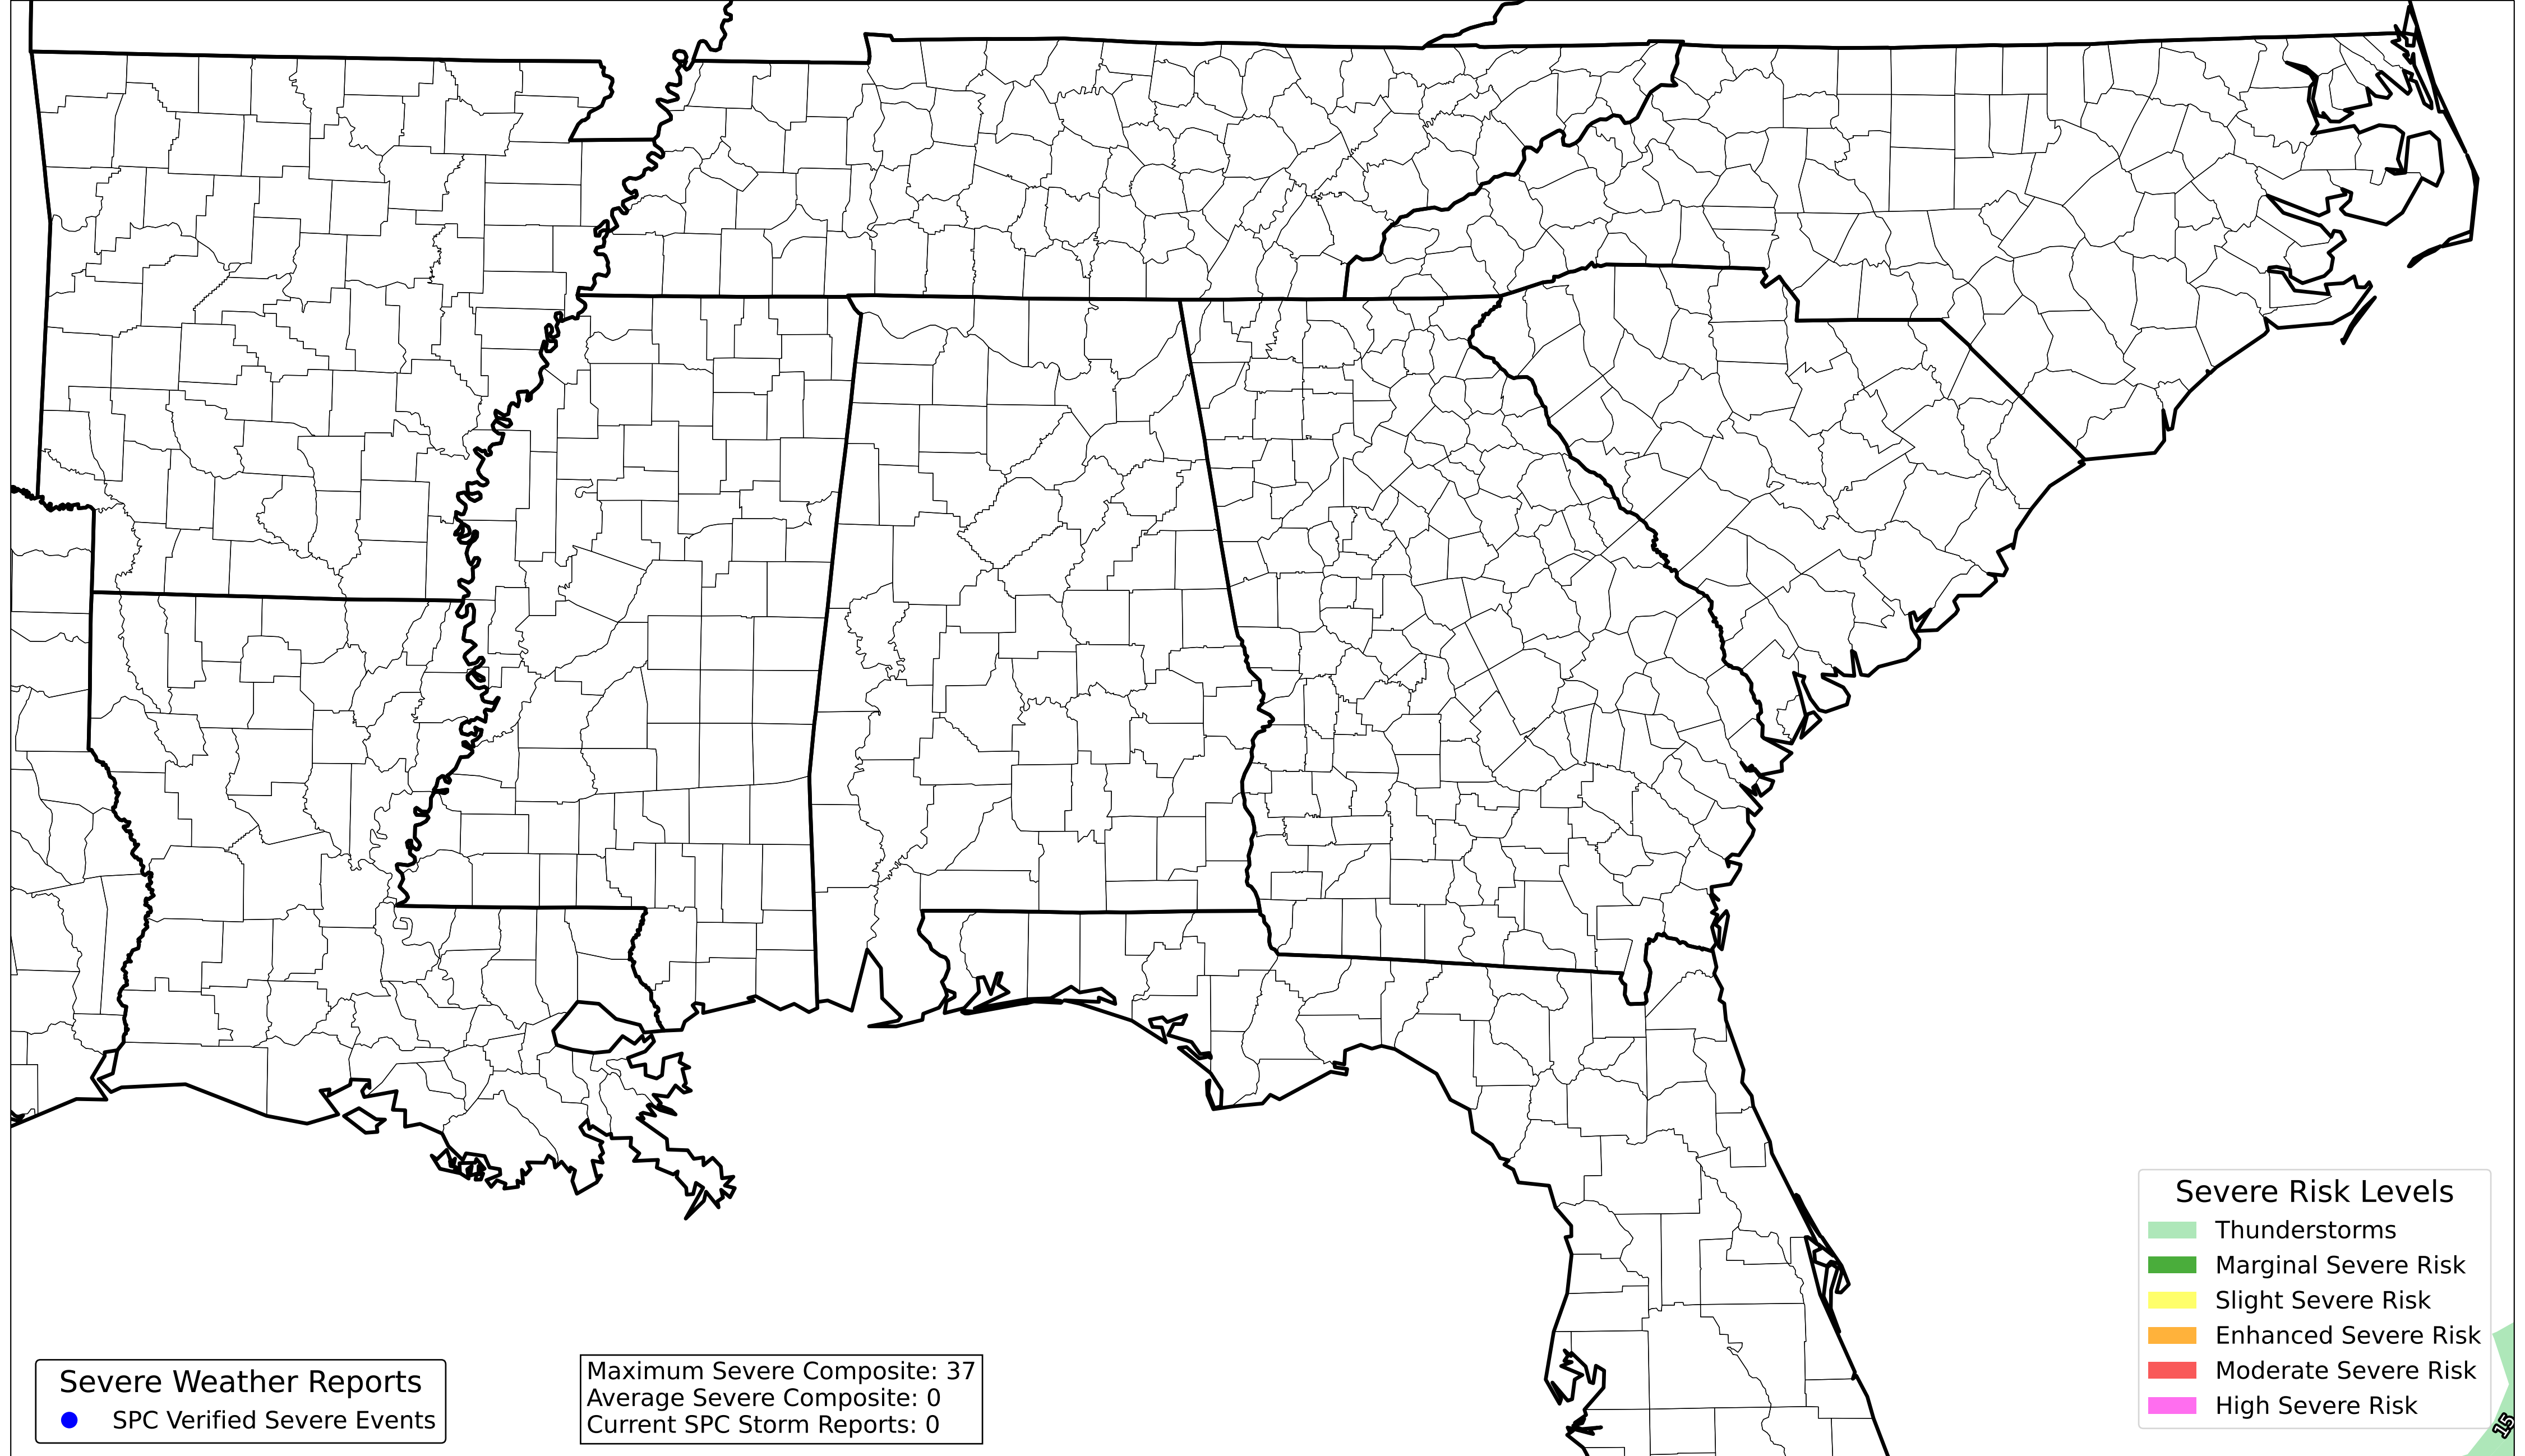 Severe Risk Levels
Thunderstorms
Marginal Severe Risk
Slight Severe Risk
Enhanced Severe Risk
Moderate Severe Risk
High Severe Risk
15
Severe Weather Reports
SPC Verified Severe Events
Maximum Severe Composite: 37
Average Severe Composite: 0
Current SPC Storm Reports: 0